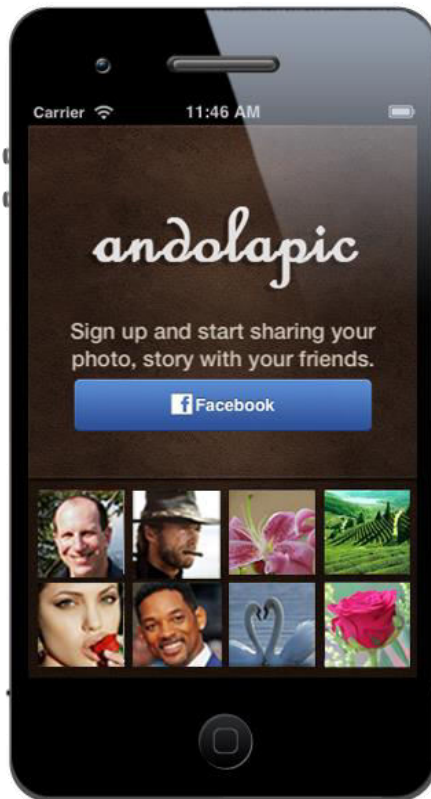 Carrier 11:46 AM
andolapic
Sign up and start sharing your
photo, story with your friends.
f Facebook